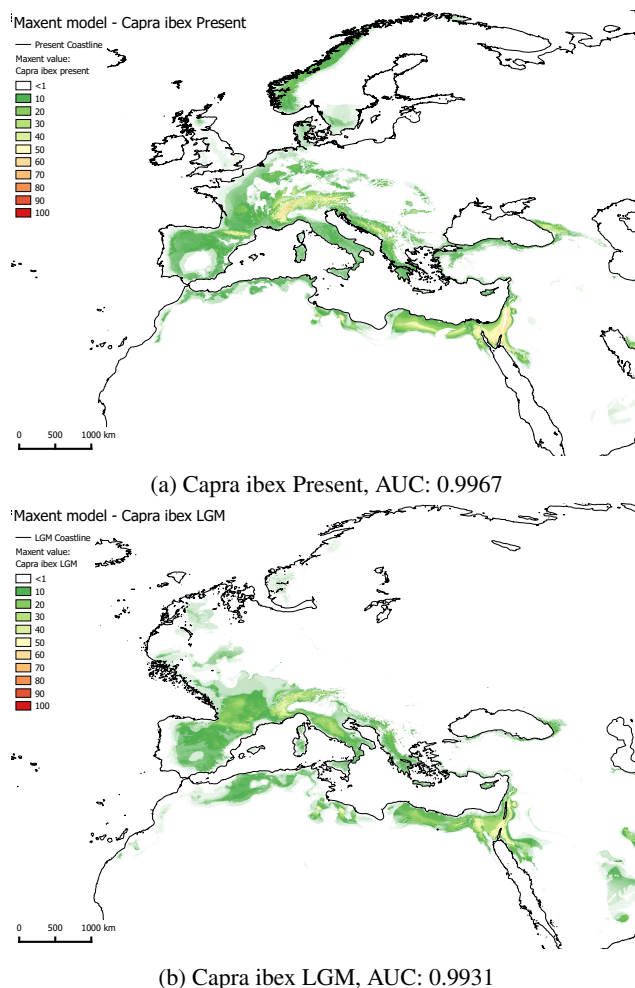 Maxent model - Capra ibex Present
Present Coastline
Maxent value:
Capra ibex present
<1
10
20
30
40
50
60
70
80
90
100
0 500 1000 km
(a) Capra ibex Present, AUC: 0.9967
Maxent model - Capra ibex LGM
LGM Coastline
Maxent value:
Capra ibex LGM
<1
10
20
30
40
50
60
70
80
90
100
0 500 1000 km
(b) Capra ibex LGM, AUC: 0.9931